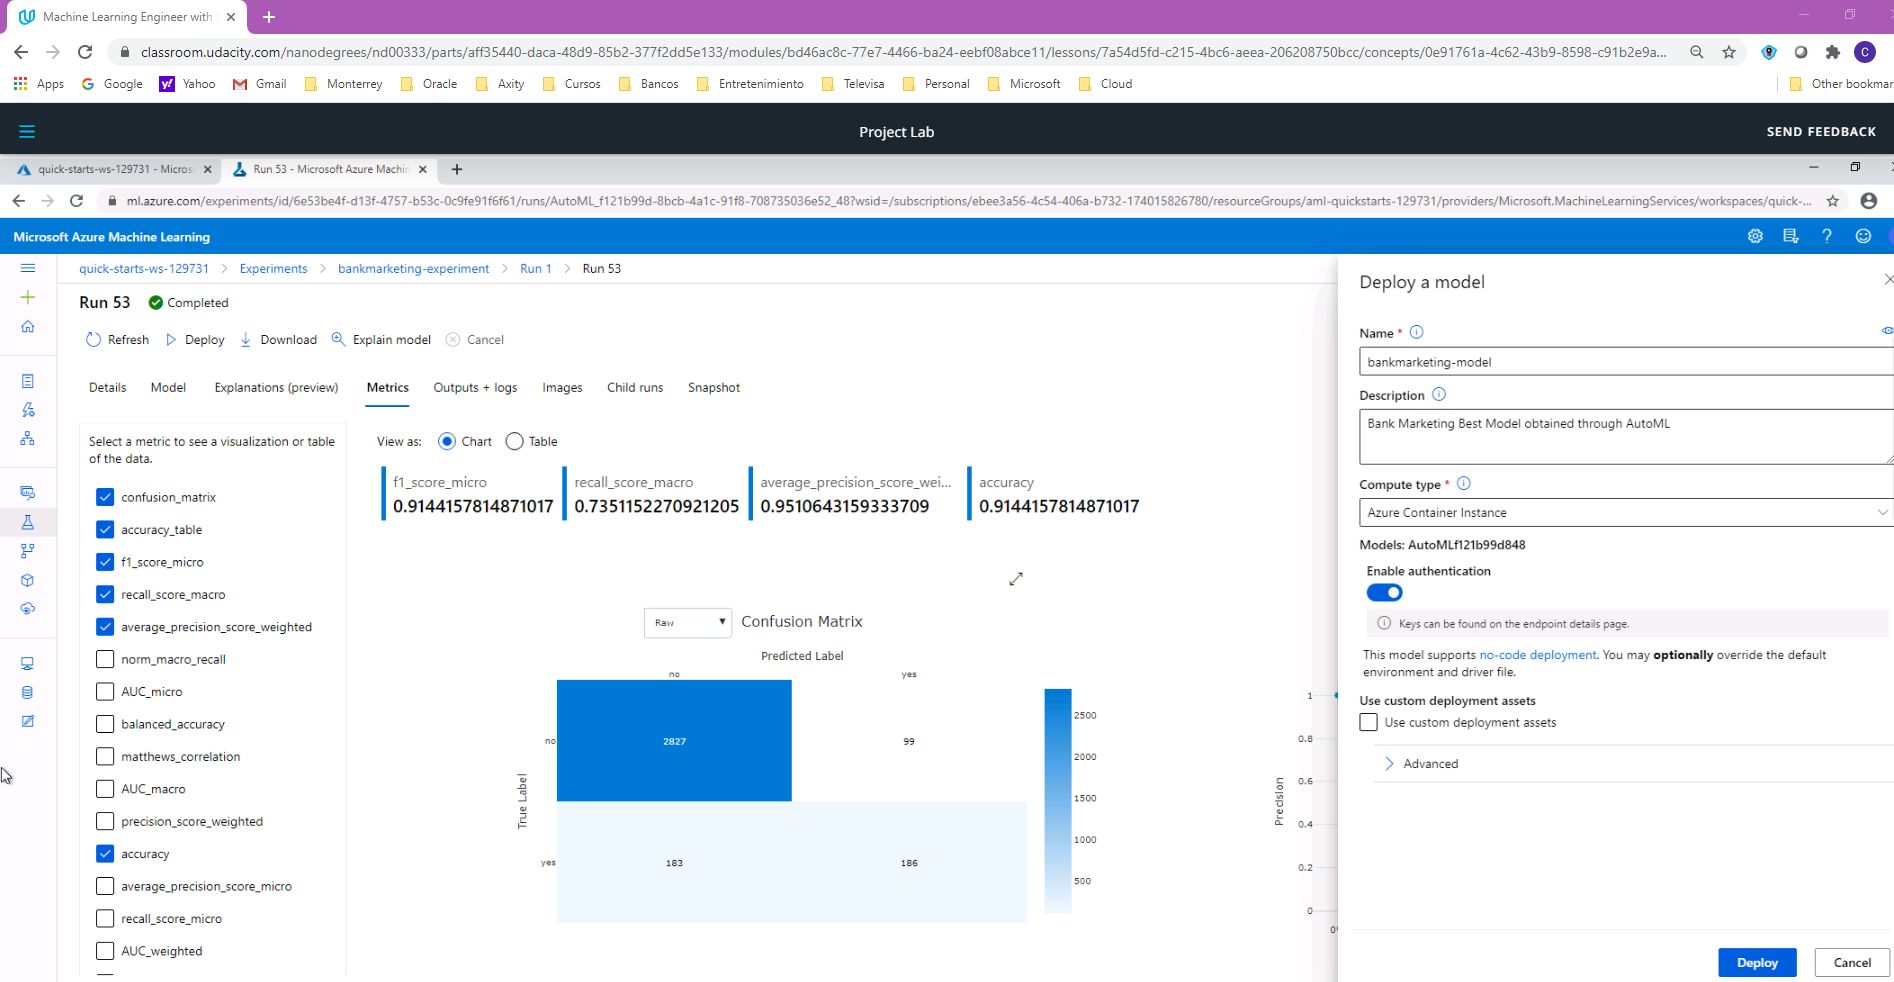 Machine Learning Engineer with
classroom.udacity.com/nanodegrees/nd00333/parts/aff35440-daca-48d9-85b2-377f2dd5e133/modules/bd46ac8c-77e7-4466-ba24-eebf08abce11/lessons/7a54d5fd-c215-4bc6-aeea-206208750bcc/concepts/0e91761a-4c62-43b9-8598-c91b2e9a...
C
Apps Google Yahoo Gmail Monterrey Oracle Axity Cursos Bancos Entretenimiento Televisa Personal Microsoft Cloud Other bookmar
Project Lab
SEND FEEDBACK
quick-starts-ws-129731 - Micros
Run 53 - Microsoft Azure Machin
ml.azure.com/experiments/id/6e53be4f-d13f-4757-b53c-0c9fe91f6f61/runs/AutoML_f121b99d-8bcb-4a1c-91f8-708735036e52_48?wsid=/subscriptions/ebee3a56-4c54-406a-b732-174015826780/resourceGroups/aml-quickstarts-129731/providers/Microsoft.MachineLearningServices/workspaces/quick-...
Microsoft Azure Machine Learning
quick-starts-ws-129731 > Experiments > bankmarketing-experiment > Run 1 > Run 53
Run 53 Completed
Refresh Deploy Download Explain model Cancel
Details Model Explanations (preview) Metrics Outputs + logs Images Child runs Snapshot
Select a metric to see a visualization or table
of the data.
confusion_matrix
accuracy_table
f1_score_micro
recall_score_macro
average_precision_score_weighted
norm_macro_recall
AUC_micro
balanced_accuracy
matthews_correlation
AUC_macro
precision_score_weighted
accuracy
average_precision_score_micro
recall_score_micro
AUC_weighted
View as: Chart Table
f1_score_micro
0.9144157814871017
recall_score_macro
0.7351152270921205
average_precision_score_wei...
0.9510643159333709
accuracy
0.9144157814871017
Raw
Confusion Matrix
Predicted Label
no yes
True Label
no 2827 99
yes 183 186
2500
2000
1500
1000
500
Precision
1
0.8
0.6
0.4
0.2
0
Deploy a model
Name *
bankmarketing-model
Description
Bank Marketing Best Model obtained through AutoML
Compute type *
Azure Container Instance
Models: AutoMLf121b99d848
Enable authentication
Keys can be found on the endpoint details page.
This model supports no-code deployment. You may optionally override the default
environment and driver file.
Use custom deployment assets
Use custom deployment assets
Advanced
Deploy Cancel